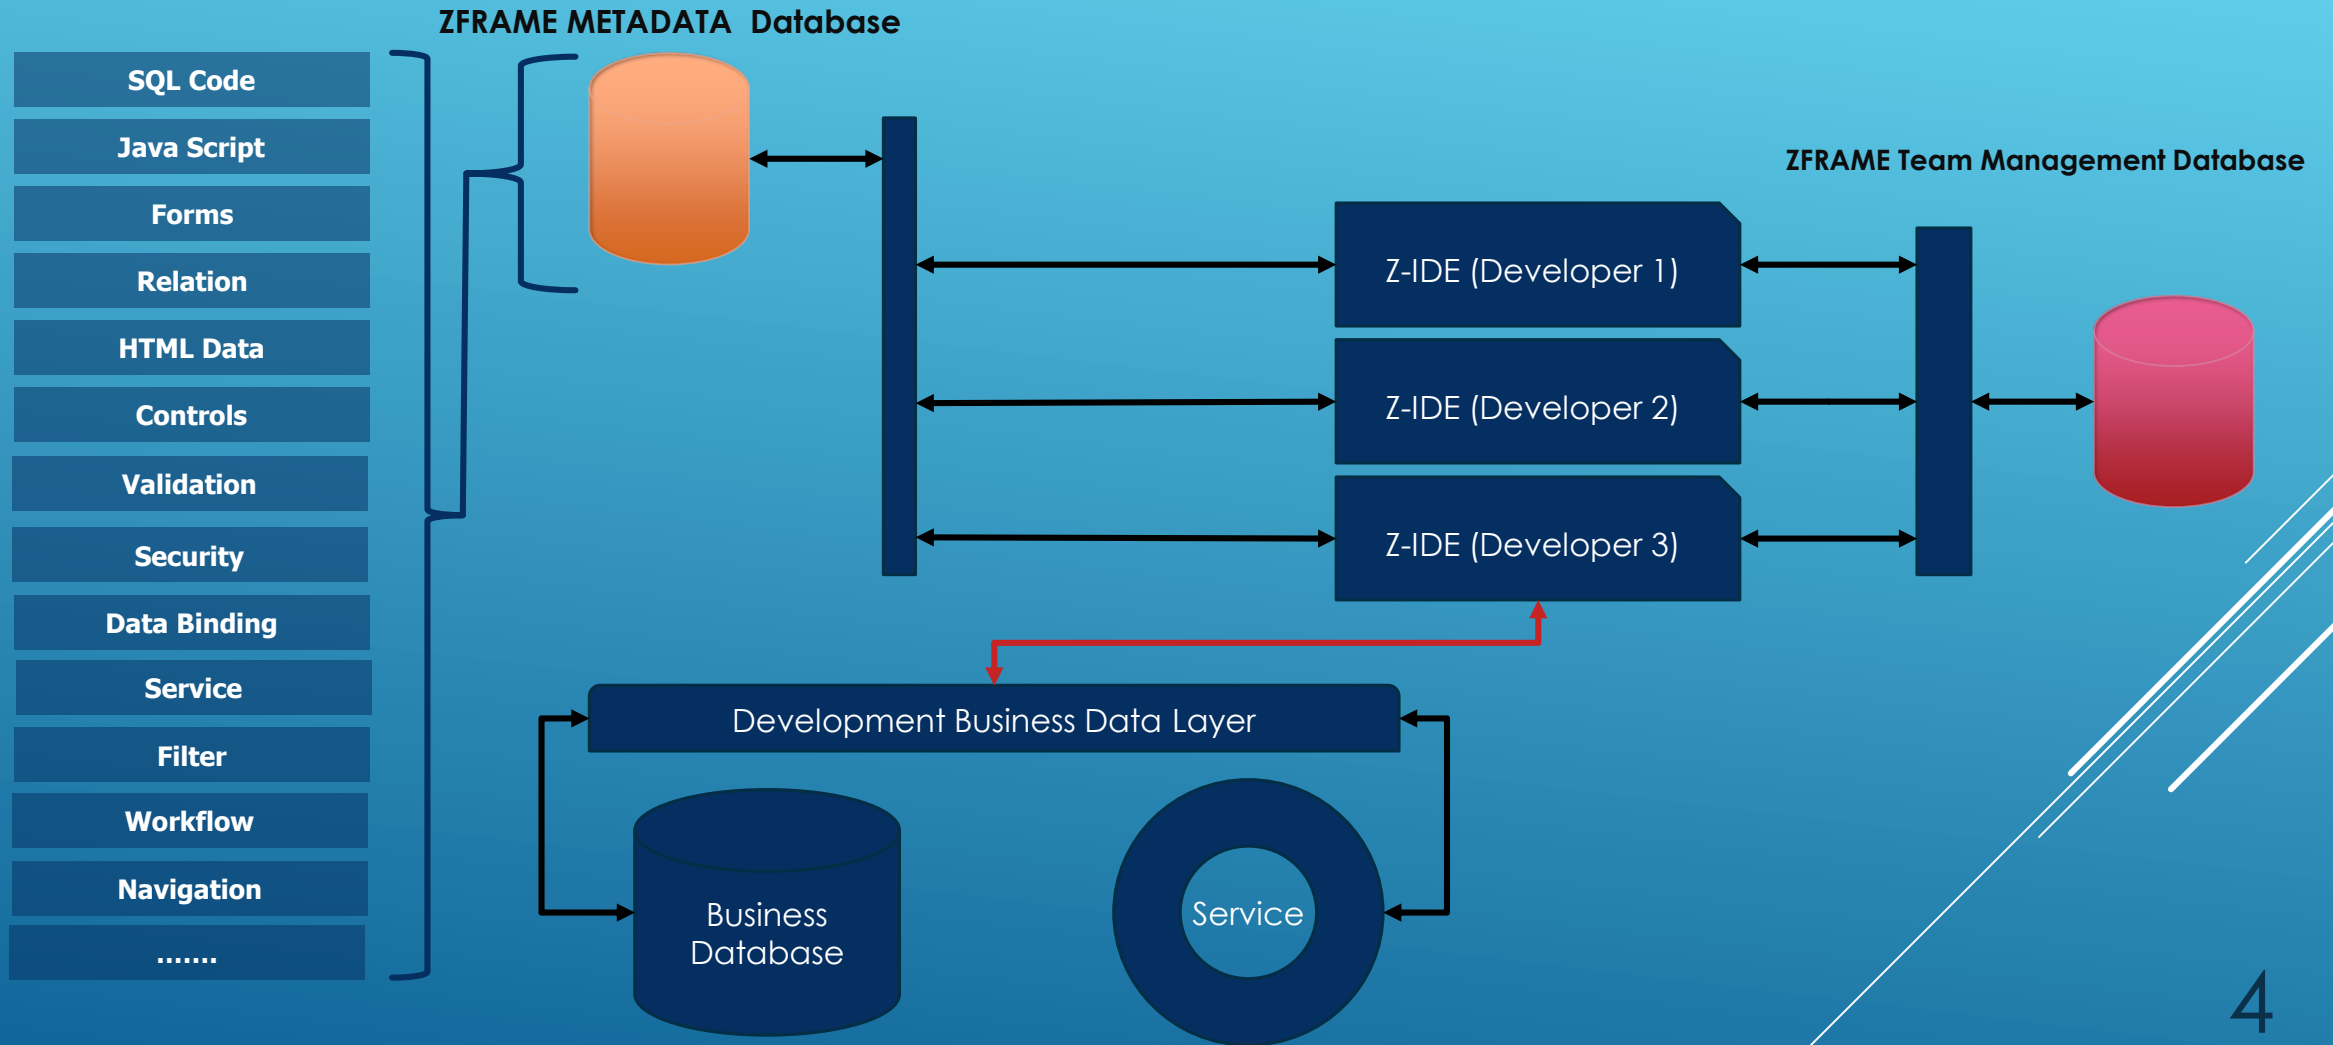 ZFRAME METADATA  Database
SQL Code
Java Script
Forms
Relation
HTML Data
Controls
Validation
Security
Data Binding
Service
Filter
Workflow
Navigation
.......
ZFRAME Team Management Database
Z-IDE (Developer 1)
Z-IDE (Developer 2)
Z-IDE (Developer 3)
Development Business Data Layer
Business
Database
Service
4